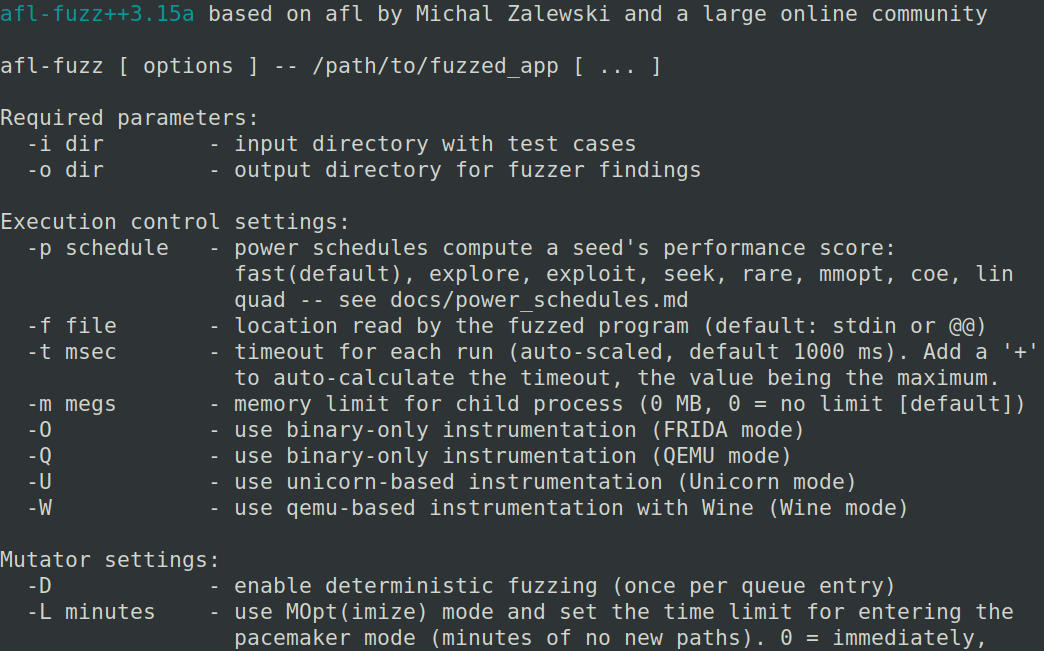 afl-fuzz++3.15a based on afl by Michal Zalewski and a large online community
afl-fuzz [ options ] -- /path/to/fuzzed_app [ ... ]
Required parameters:
  -i dir        - input directory with test cases
  -o dir        - output directory for fuzzer findings
Execution control settings:
  -p schedule   - power schedules compute a seed's performance score:
                  fast(default), explore, exploit, seek, rare, mmopt, coe, lin
                  quad -- see docs/power_schedules.md
  -f file       - location read by the fuzzed program (default: stdin or @@)
  -t msec       - timeout for each run (auto-scaled, default 1000 ms). Add a '+'
                  to auto-calculate the timeout, the value being the maximum.
  -m megs       - memory limit for child process (0 MB, 0 = no limit [default])
  -O            - use binary-only instrumentation (FRIDA mode)
  -Q            - use binary-only instrumentation (QEMU mode)
  -U            - use unicorn-based instrumentation (Unicorn mode)
  -W            - use qemu-based instrumentation with Wine (Wine mode)
Mutator settings:
  -D            - enable deterministic fuzzing (once per queue entry)
  -L minutes    - use MOpt(imize) mode and set the time limit for entering the
                  pacemaker mode (minutes of no new paths). 0 = immediately,